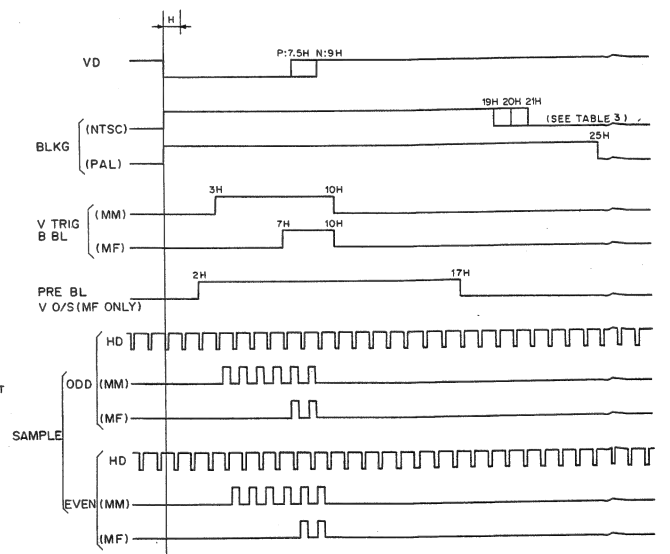 H
P:7.5H N:9H
VD
19H 20H 21H
(NTSC)
(SEE TABLE 3)
BLKG
25H
(PAL)
3H
10H
(MM)
V TRIG
B BL
7H
10H
(MF)
2H
17H
PRE BL
V O/S (MF ONLY)
HD
ODD
(MM)
T
(MF)
SAMPLE
HD
EVEN
(MM)
(MF)